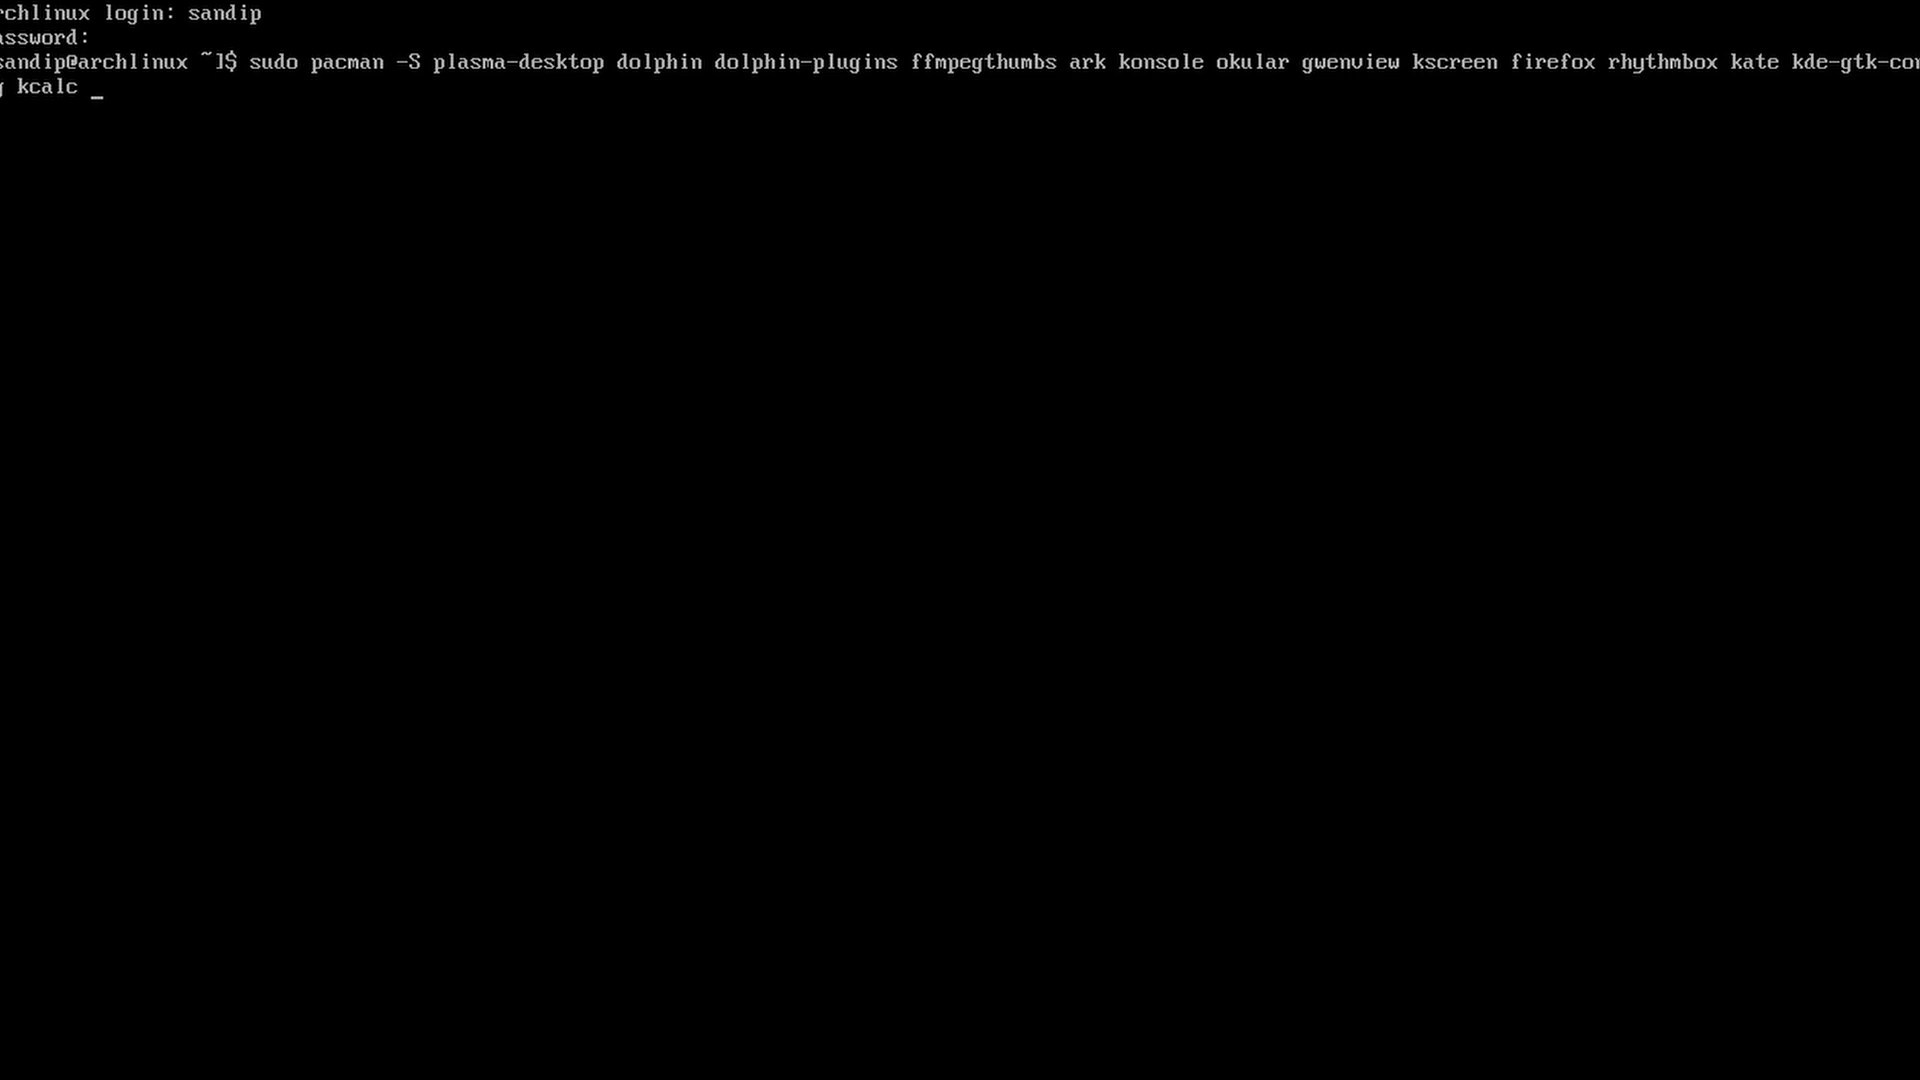 rchlinux login: sandip
assword:
sandip@archlinux ~]$ sudo pacman -S plasma-desktop dolphin dolphin-plugins ffmpegthumbs ark konsole okular gwenview kscreen firefox rhythmbox kate kde-gtk-con
g kcalc _